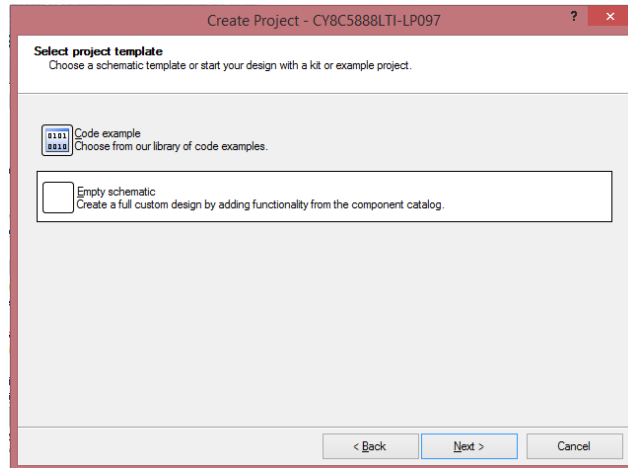 Create Project - CY8C5888LTI-LP097
? ×
Select project template
Choose a schematic template or start your design with a kit or example project.
0101
0010
Code example
Choose from our library of code examples.
Empty schematic
Create a full custom design by adding functionality from the component catalog.
< Back
Next >
Cancel